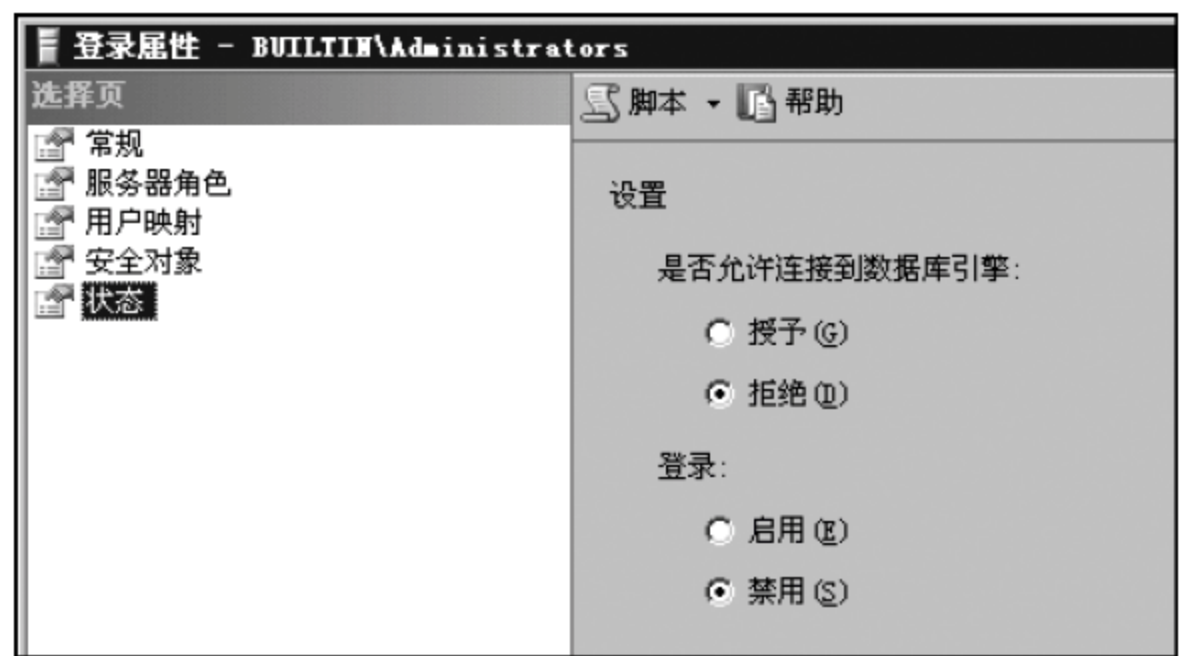 登录属性 - BUILTIN\Administrators
选择页
常规
服务器角色
用户映射
安全对象
状态
脚本 帮助
设置
是否允许连接到数据库引擎:
授予(G)
拒绝(D)
登录:
启用(E)
禁用(S)